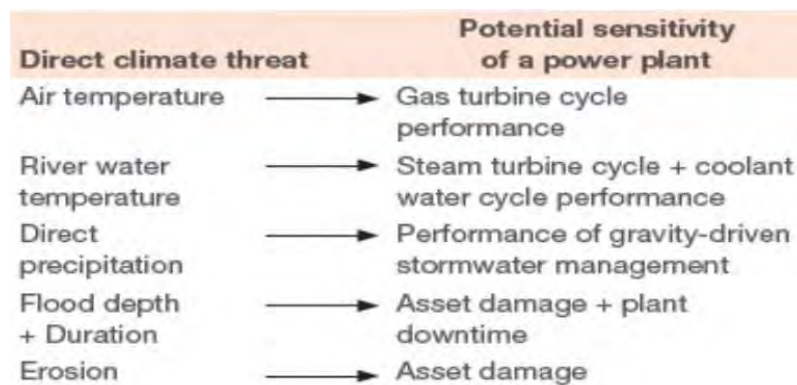 Direct climate threat
Potential sensitivity
of a power plant
Air temperature
Gas turbine cycle
performance
River water
temperature
Steam turbine cycle + coolant
water cycle performance
Direct
precipitation
Performance of gravity-driven
stormwater management
Flood depth
+ Duration
Asset damage + plant
downtime
Erosion
Asset damage